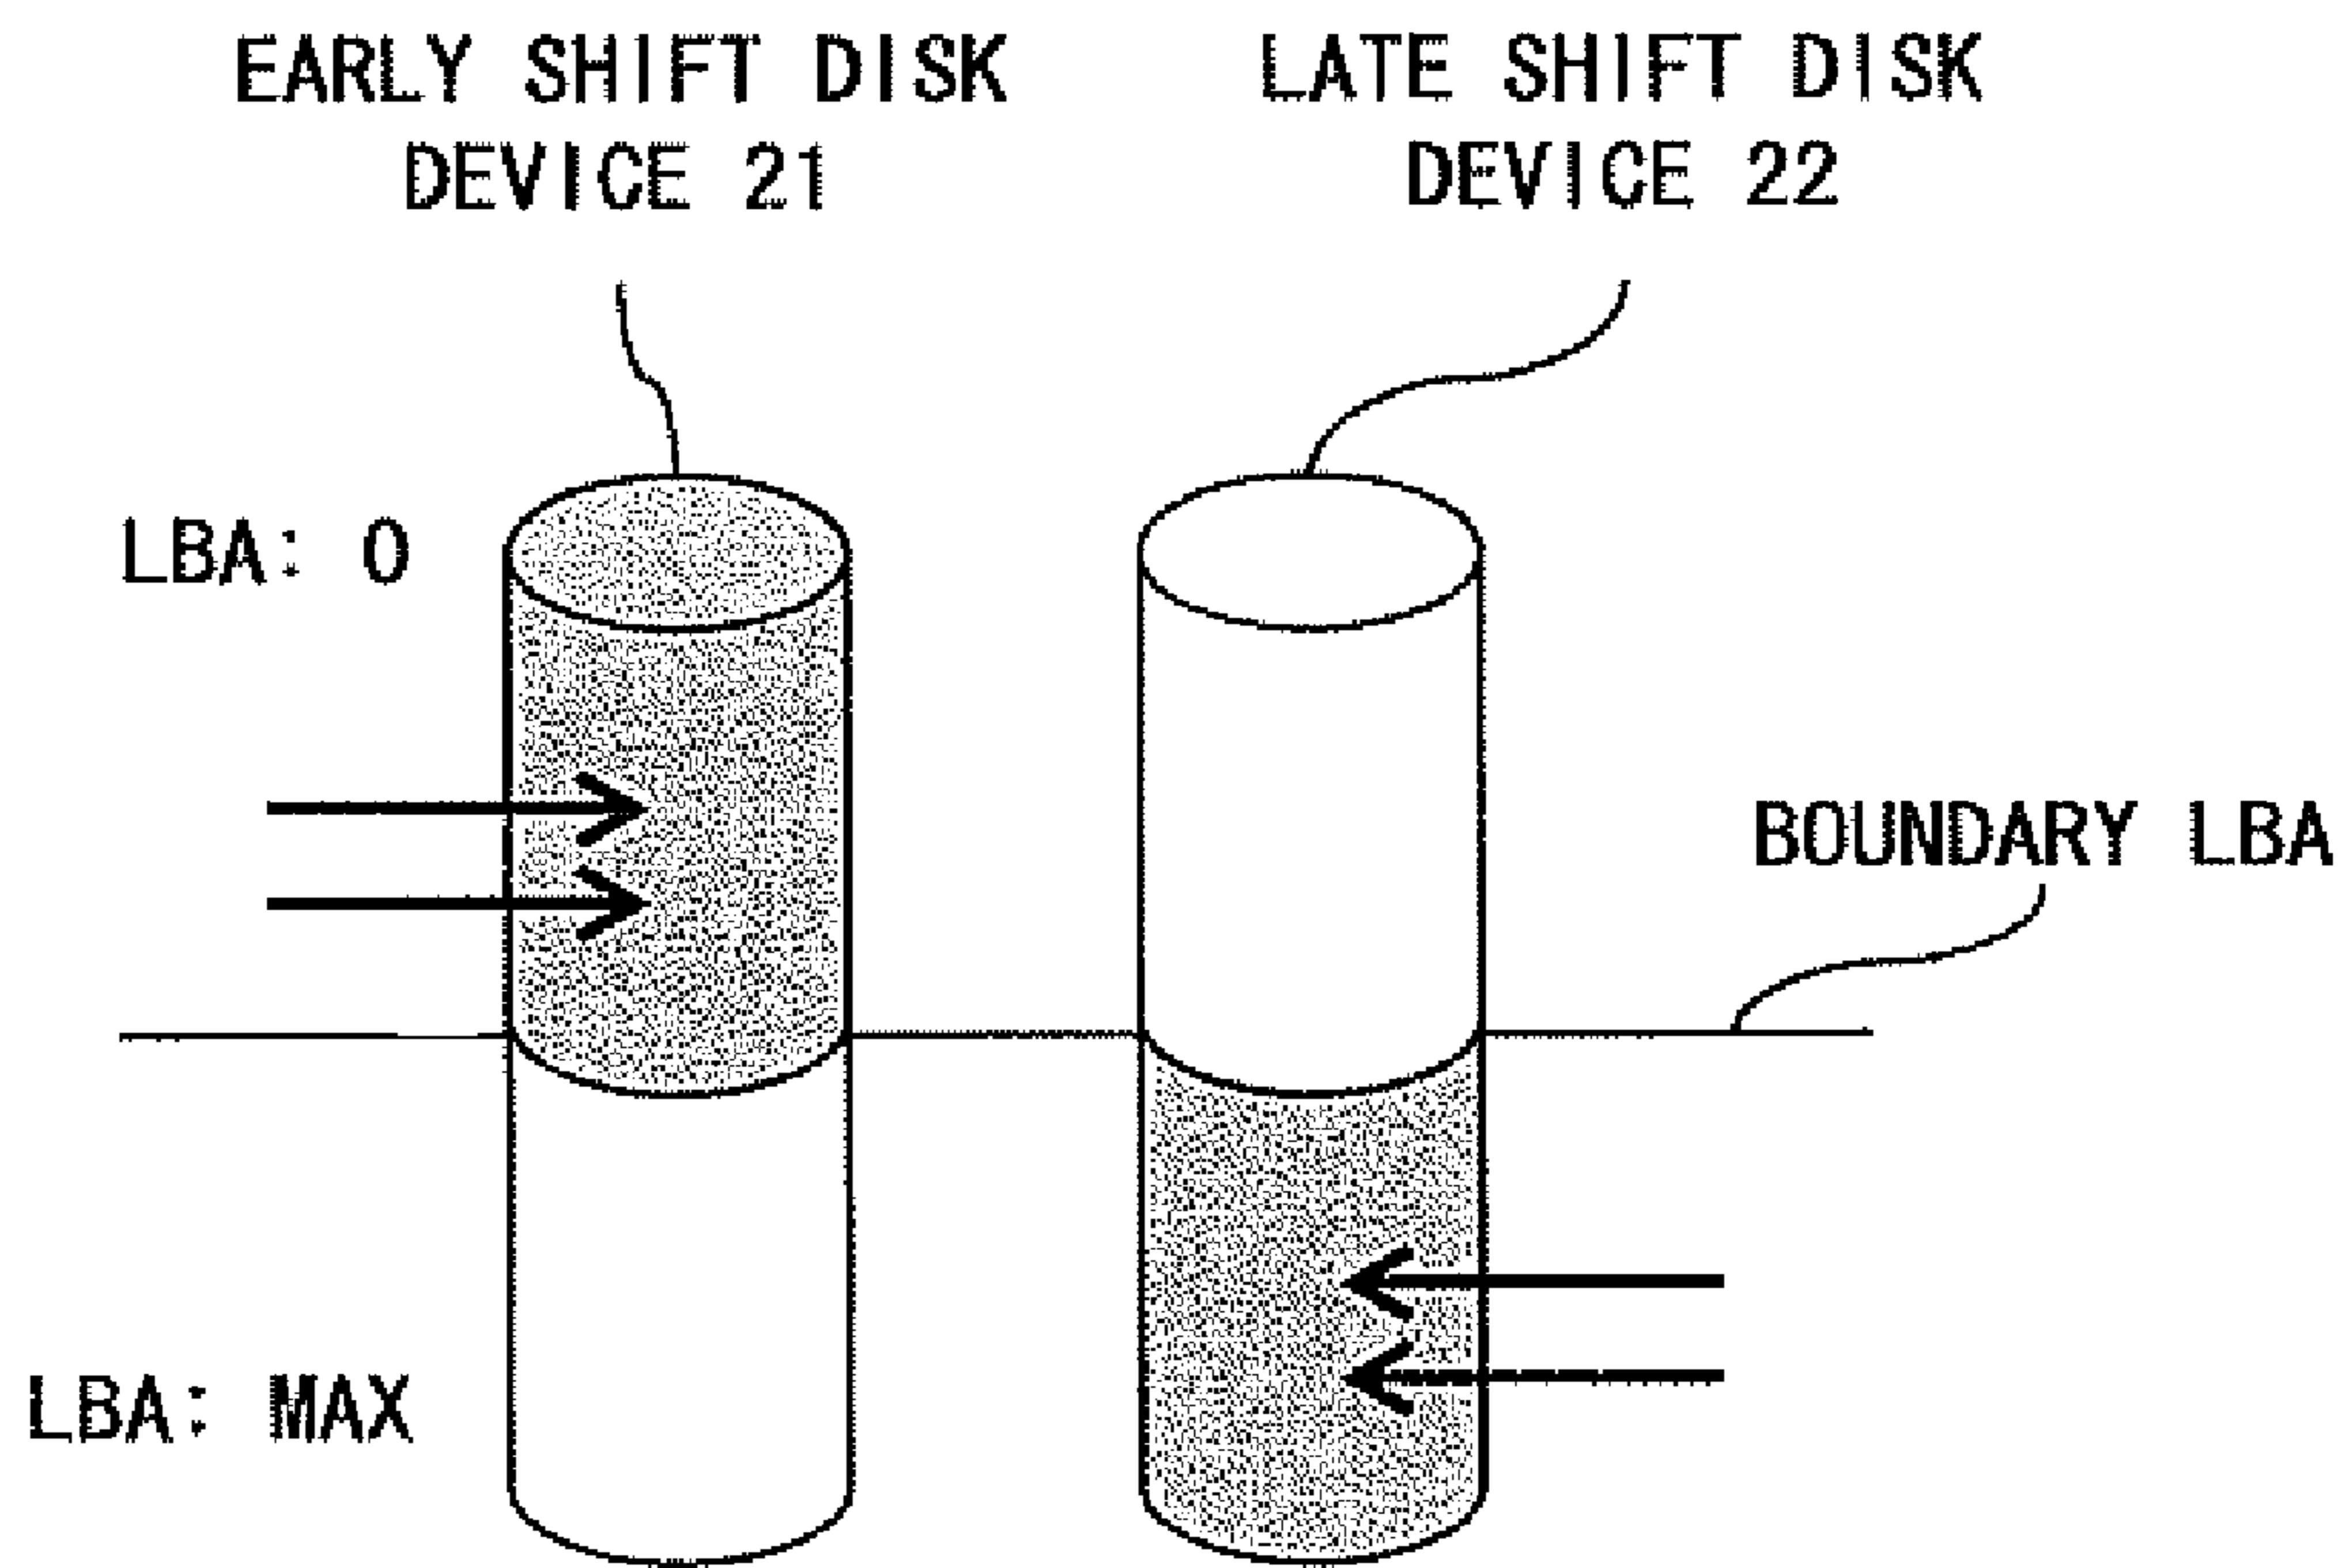 EARLY SHIFT DISK
DEVICE 21
LATE SHIFT DISK
DEVICE 22
LBA: 0
BOUNDARY LBA
LBA: MAX